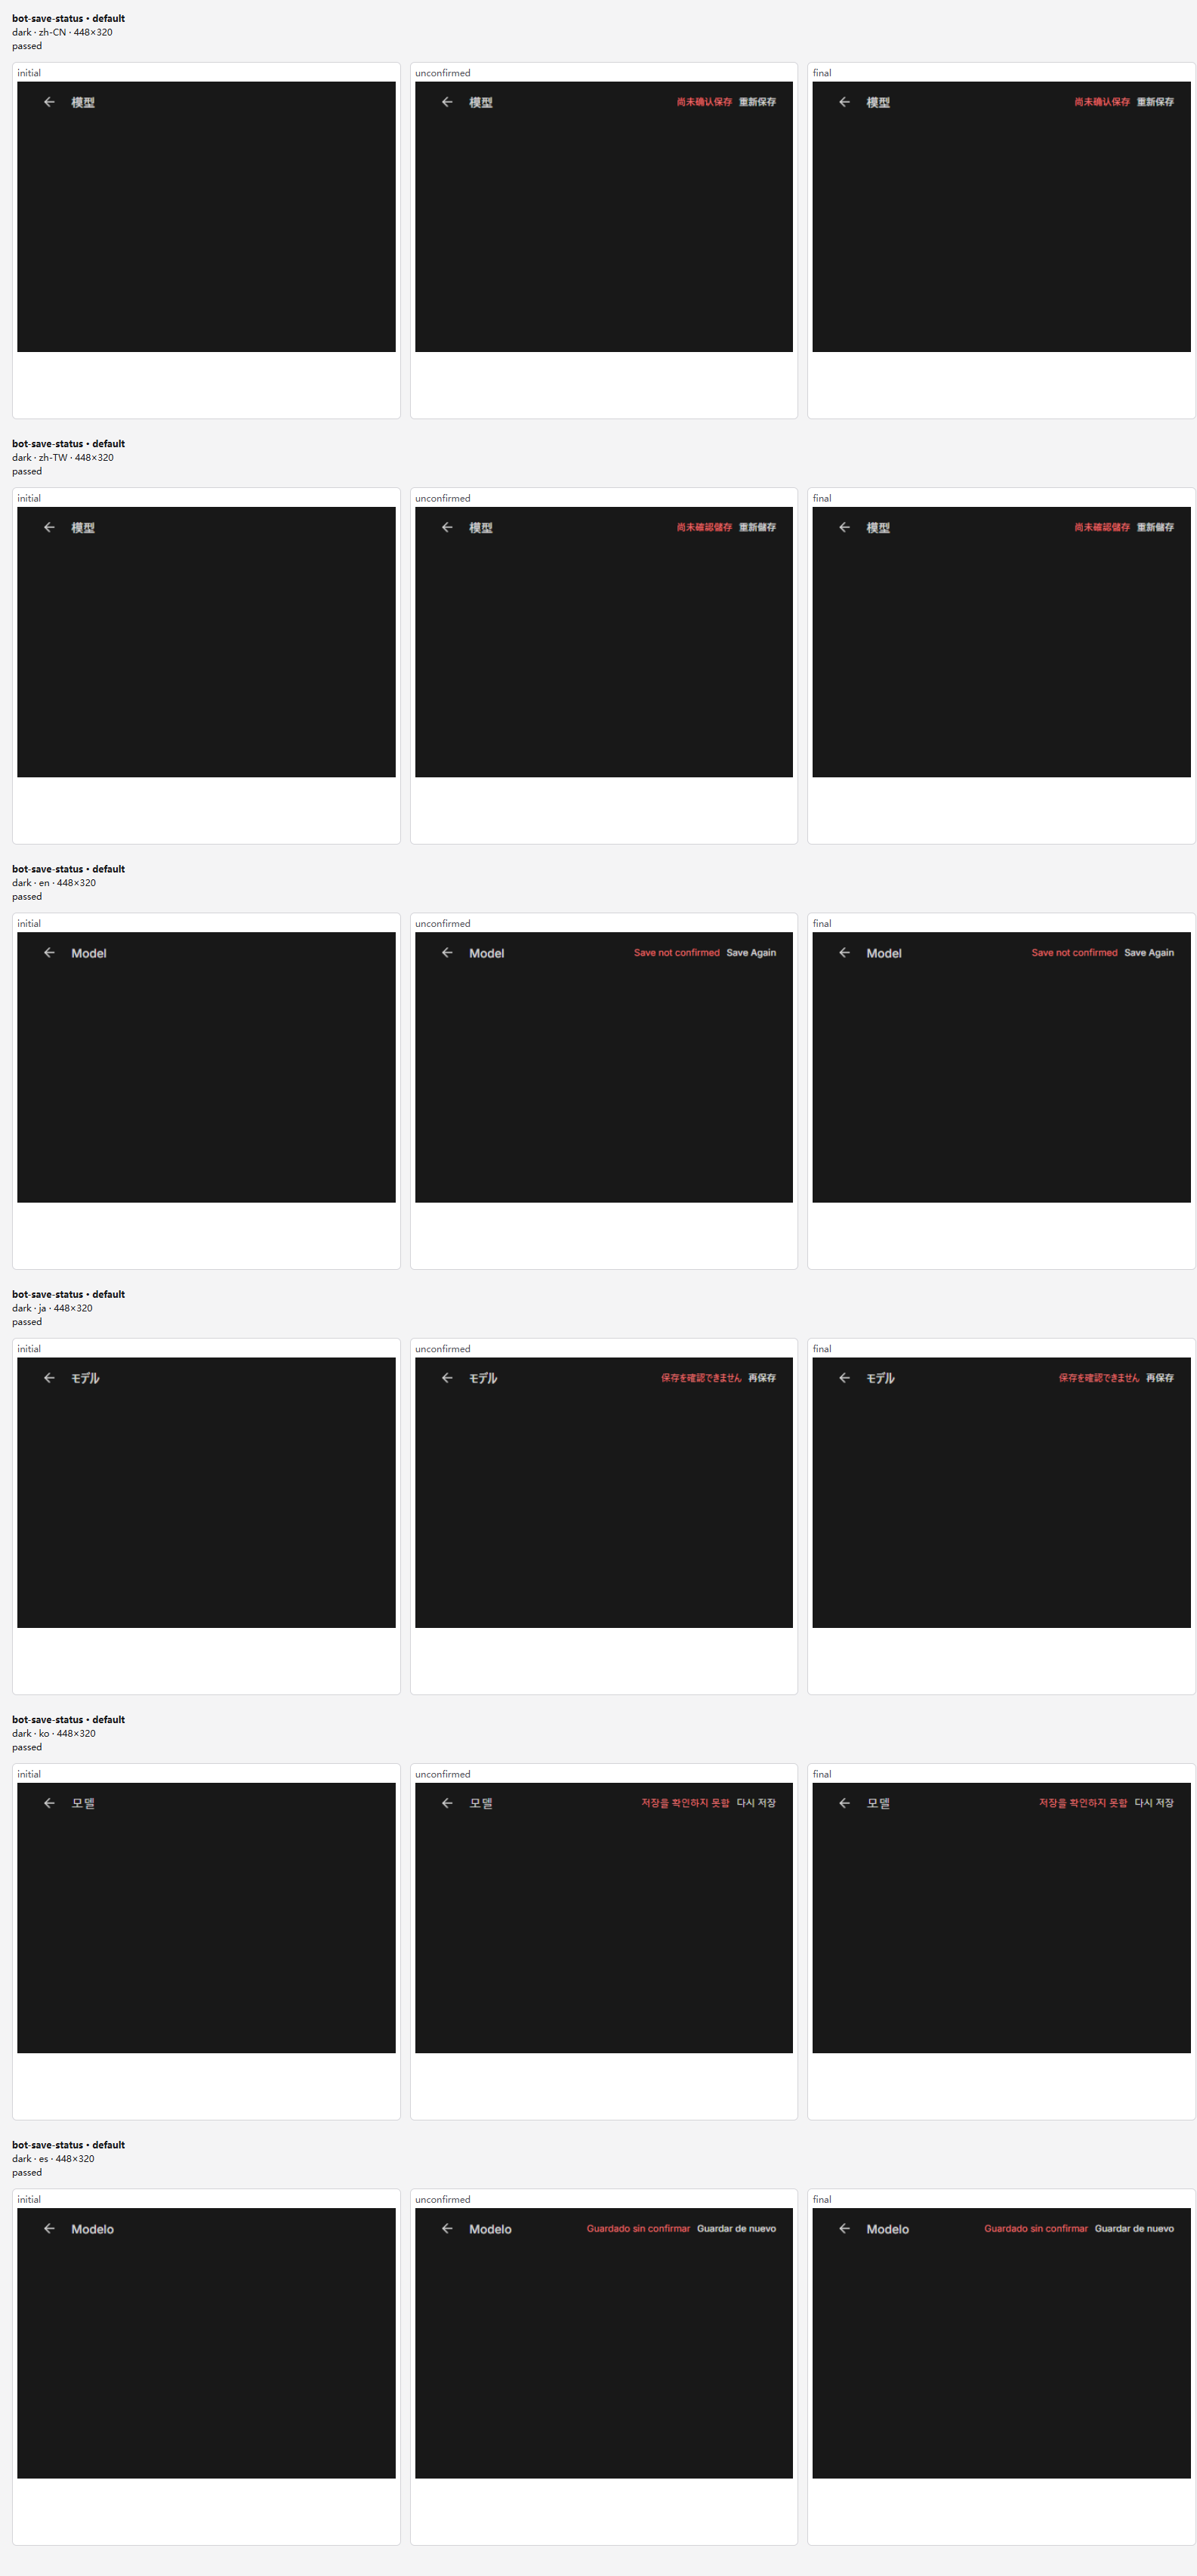 bot-save-status • default
dark · zh-CN · 448×320
passed
initial
模型
unconfirmed
模型 尚未确认保存 重新保存
final
模型 尚未确认保存 重新保存
bot-save-status • default
dark · zh-TW · 448×320
passed
initial
模型
unconfirmed
模型 尚未確認儲存 重新儲存
final
模型 尚未確認儲存 重新儲存
bot-save-status • default
dark · en · 448×320
passed
initial
Model
unconfirmed
Model Save not confirmed Save Again
final
Model Save not confirmed Save Again
bot-save-status • default
dark · ja · 448×320
passed
initial
モデル
unconfirmed
モデル 保存を確認できません 再保存
final
モデル 保存を確認できません 再保存
bot-save-status • default
dark · ko · 448×320
passed
initial
모델
unconfirmed
모델 저장을 확인하지 못함 다시 저장
final
모델 저장을 확인하지 못함 다시 저장
bot-save-status • default
dark · es · 448×320
passed
initial
Modelo
unconfirmed
Modelo Guardado sin confirmar Guardar de nuevo
final
Modelo Guardado sin confirmar Guardar de nuevo